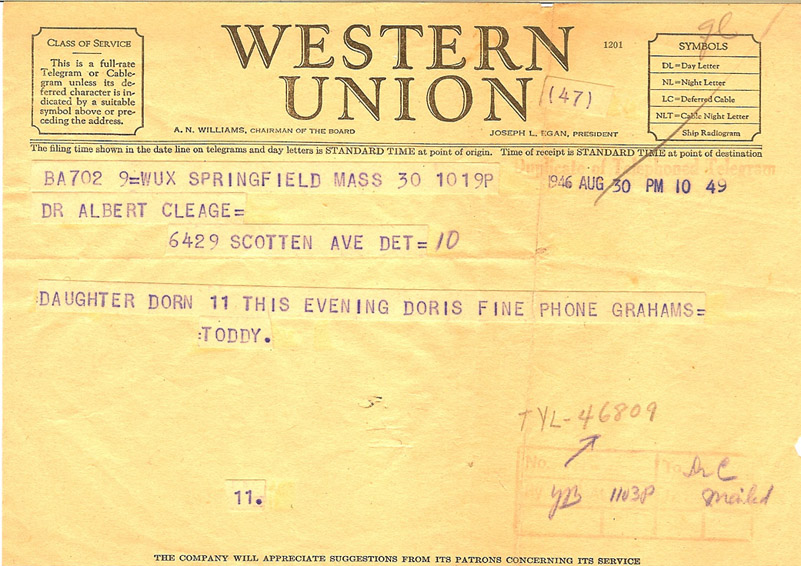 CLASS OF SERVICE
This is a full-rate
Telegram or Cable-
gram unless its de-
ferred character is in-
dicated by a suitable
symbol above or pre-
ceding the address.
WESTERN
UNION
1201
(47)
SYMBOLS
DL=Day Letter
NL=Night Letter
LC=Deferred Cable
NLT=Cable Night Letter
Ship Radiogram
A. N. WILLIAMS, CHAIRMAN OF THE BOARD
JOSEPH L. EGAN, PRESIDENT
The filing time shown in the date line on telegrams and day letters is STANDARD TIME at point of origin. Time of receipt is STANDARD TIME at point of destination
BA702 9=WUX SPRINGFIELD MASS 30 1019P
1946 AUG 30 PM 10 49
DR ALBERT CLEAGE=
6429 SCOTTEN AVE DET= 10
:DAUGHTER DORN 11 THIS EVENING DORIS FINE PHONE GRAHAMS=
:TODDY.
TYL-46809
No.
To
Dr C
YB 1103P mailed
11.
THE COMPANY WILL APPRECIATE SUGGESTIONS FROM ITS PATRONS CONCERNING ITS SERVICE